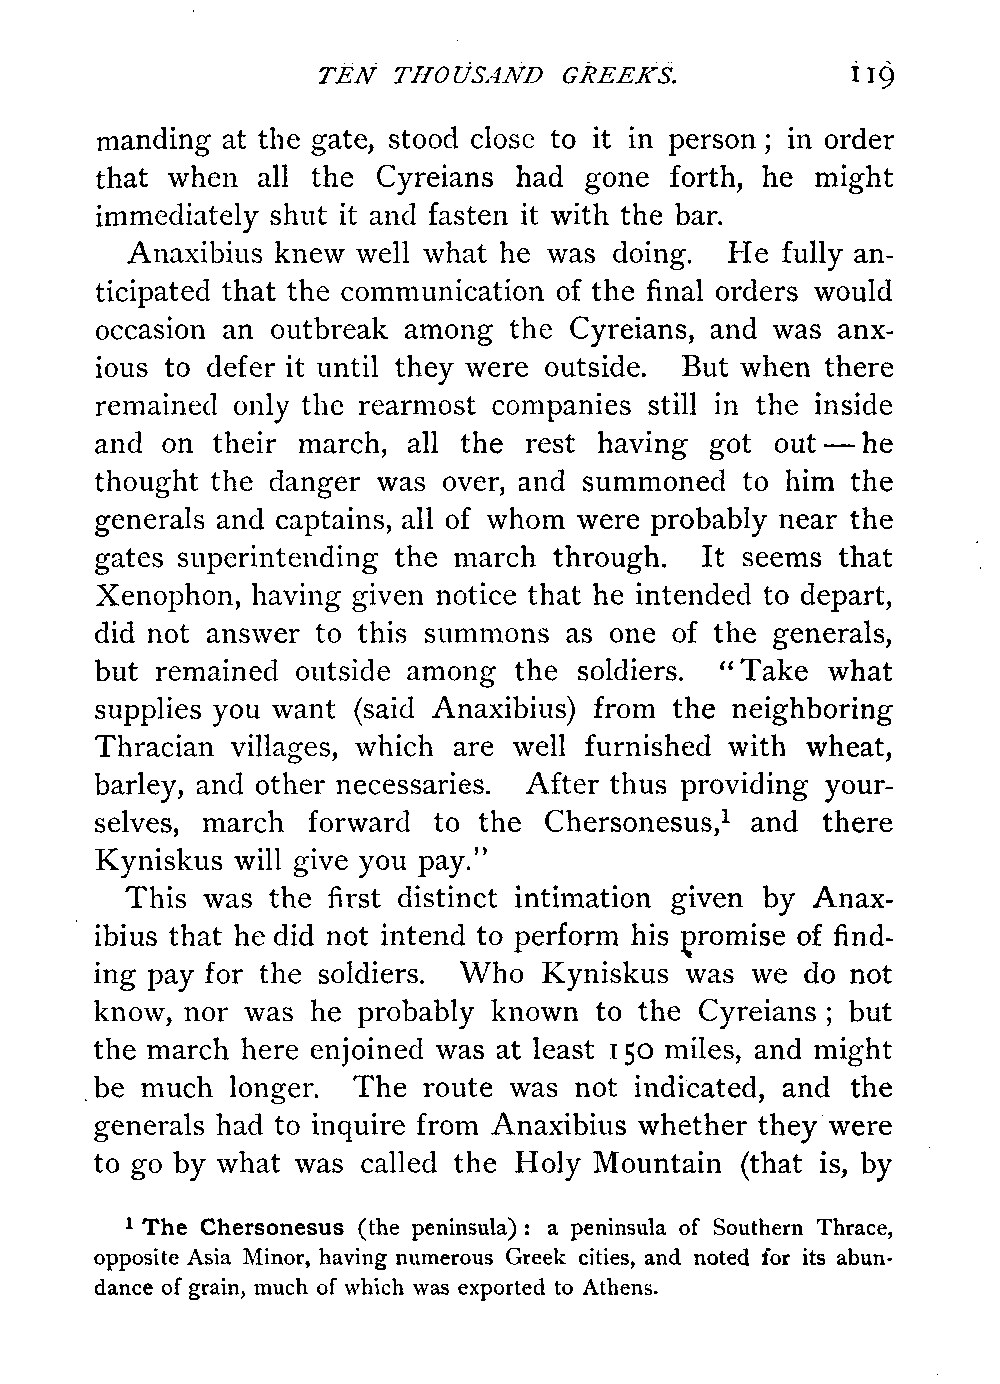 TEN THOUSAND GREEKS. 119
manding at the gate, stood close to it in person; in order
that when all the Cyreians had gone forth, he might
immediately shut it and fasten it with the bar.
Anaxibius knew well what he was doing. He fully an-
ticipated that the communication of the final orders would
occasion an outbreak among the Cyreians, and was anx-
ious to defer it until they were outside. But when there
remained only the rearmost companies still in the inside
and on their march, all the rest having got out — he
thought the danger was over, and summoned to him the
generals and captains, all of whom were probably near the
gates superintending the march through. It seems that
Xenophon, having given notice that he intended to depart,
did not answer to this summons as one of the generals,
but remained outside among the soldiers. "Take what
supplies you want (said Anaxibius) from the neighboring
Thracian villages, which are well furnished with wheat,
barley, and other necessaries. After thus providing your-
selves, march forward to the Chersonesus,¹ and there
Kyniskus will give you pay."
This was the first distinct intimation given by Anax-
ibius that he did not intend to perform his promise of find-
ing pay for the soldiers. Who Kyniskus was we do not
know, nor was he probably known to the Cyreians; but
the march here enjoined was at least 150 miles, and might
be much longer. The route was not indicated, and the
generals had to inquire from Anaxibius whether they were
to go by what was called the Holy Mountain (that is, by
¹ The Chersonesus (the peninsula): a peninsula of Southern Thrace,
opposite Asia Minor, having numerous Greek cities, and noted for its abun-
dance of grain, much of which was exported to Athens.